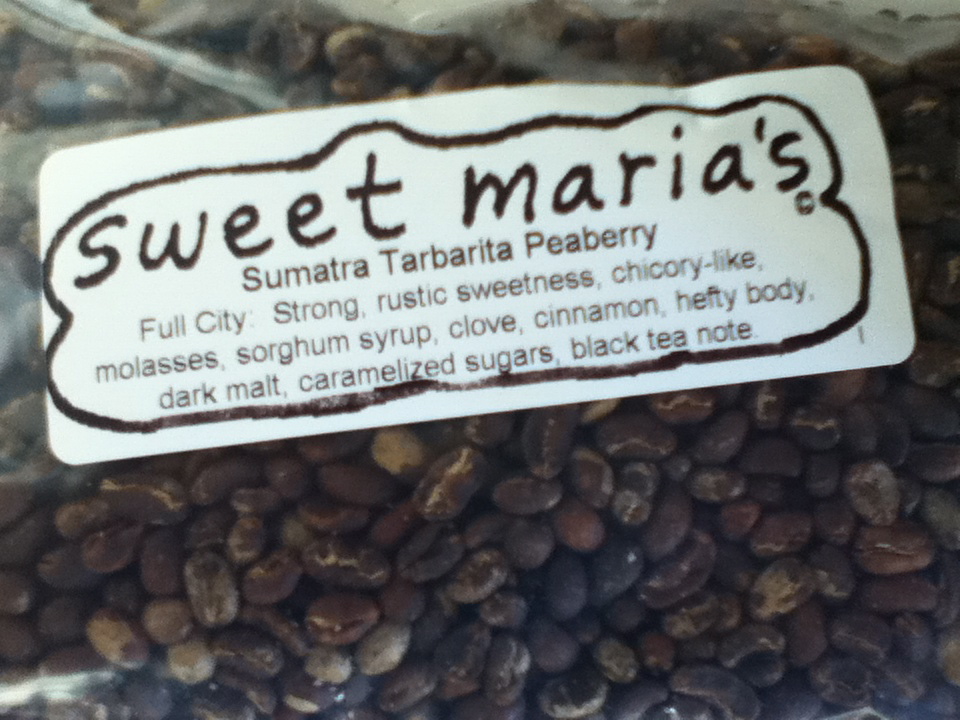 sweet maria's ©
Sumatra Tarbarita Peaberry
Full City: Strong, rustic sweetness, chicory-like,
molasses, sorghum syrup, clove, cinnamon, hefty body,
dark malt, caramelized sugars, black tea note.